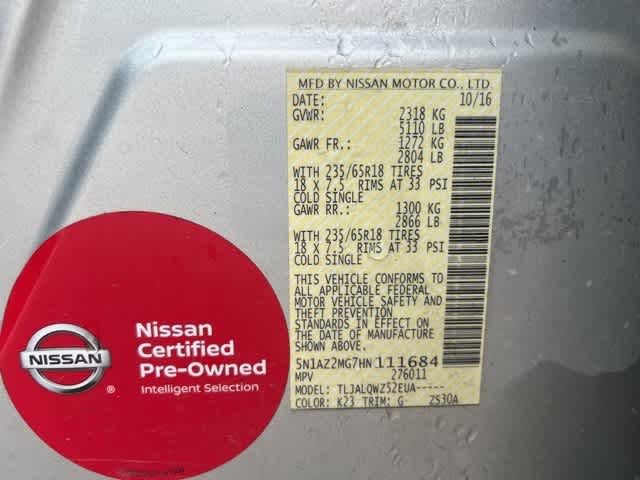 MFD BY NISSAN MOTOR CO., LTD.
DATE: 10/16
GVWR: 2318 KG
5110 LB
GAWR FR.: 1272 KG
2804 LB
WITH 235/65R18 TIRES
18 X 7.5 RIMS AT 33 PSI
COLD SINGLE
GAWR RR.: 1300 KG
2866 LB
WITH 235/65R18 TIRES
18 X 7.5 RIMS AT 33 PSI
COLD SINGLE
THIS VEHICLE CONFORMS TO
ALL APPLICABLE FEDERAL
MOTOR VEHICLE SAFETY AND
THEFT PREVENTION
STANDARDS IN EFFECT ON
THE DATE OF MANUFACTURE
SHOWN ABOVE.
5N1AZ2MG7HN111684
MPV 276011
MODEL: TLJALQWZ52EUA-----
COLOR: K23 TRIM: G ZS30A
NISSAN
®
Nissan
Certified
Pre-Owned
Intelligent Selection